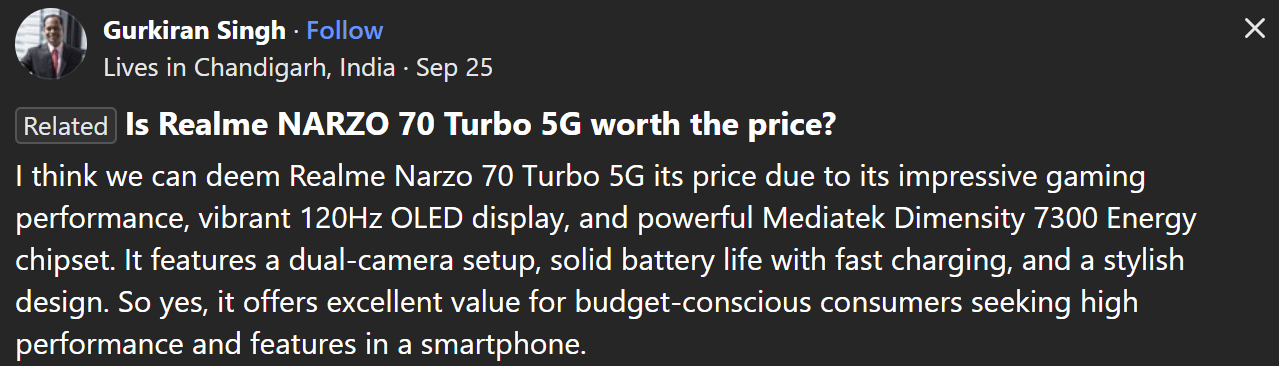 Gurkiran Singh · Follow
Lives in Chandigarh, India · Sep 25
Related Is Realme NARZO 70 Turbo 5G worth the price?
I think we can deem Realme Narzo 70 Turbo 5G its price due to its impressive gaming
performance, vibrant 120Hz OLED display, and powerful Mediatek Dimensity 7300 Energy
chipset. It features a dual-camera setup, solid battery life with fast charging, and a stylish
design. So yes, it offers excellent value for budget-conscious consumers seeking high
performance and features in a smartphone.